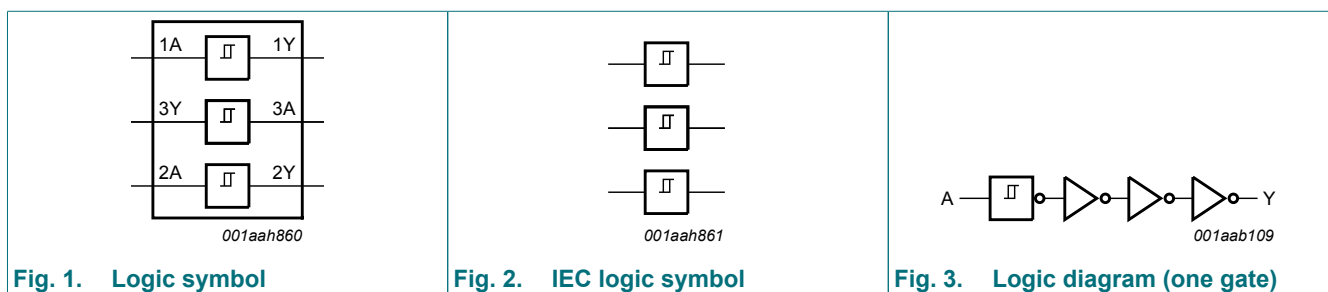 1A 1Y
3Y 3A
2A 2Y
001aah860
Fig. 1. Logic symbol
001aah861
Fig. 2. IEC logic symbol
A Y
001aab109
Fig. 3. Logic diagram (one gate)